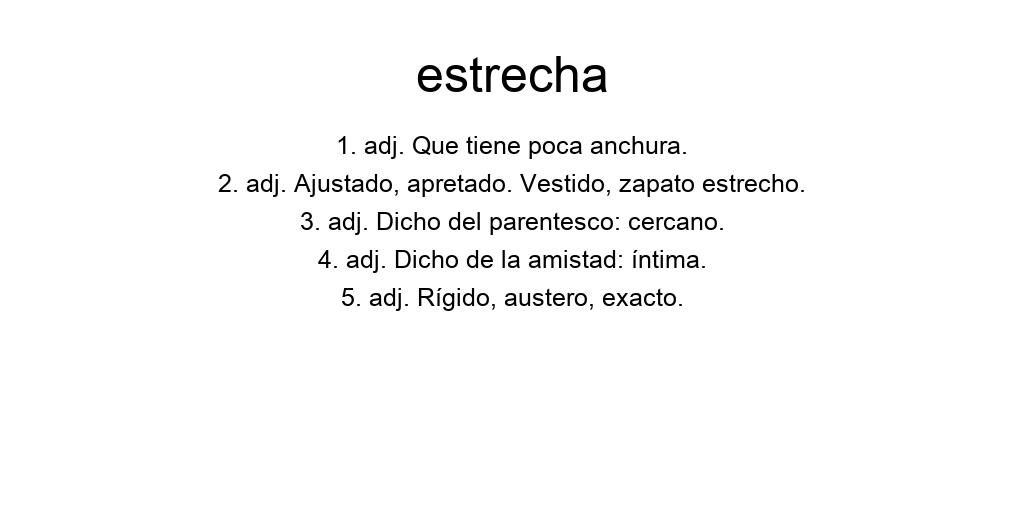 estrecha
1. adj. Que tiene poca anchura.
2. adj. Ajustado, apretado. Vestido, zapato estrecho.
3. adj. Dicho del parentesco: cercano.
4. adj. Dicho de la amistad: íntima.
5. adj. Rígido, austero, exacto.